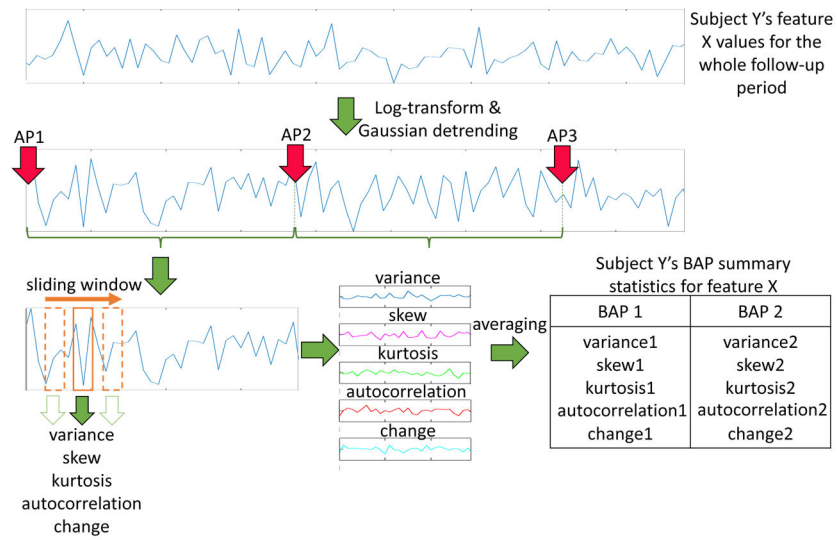 Subject Y's feature
X values for the
whole follow-up
period
Log-transform &
Gaussian detrending
AP1
AP2
AP3
sliding window
variance
skew
kurtosis
autocorrelation
change
variance
skew
kurtosis
autocorrelation
change
averaging
Subject Y's BAP summary
statistics for feature X
BAP 1
BAP 2
variance1
skew1
kurtosis1
autocorrelation1
change1
variance2
skew2
kurtosis2
autocorrelation2
change2